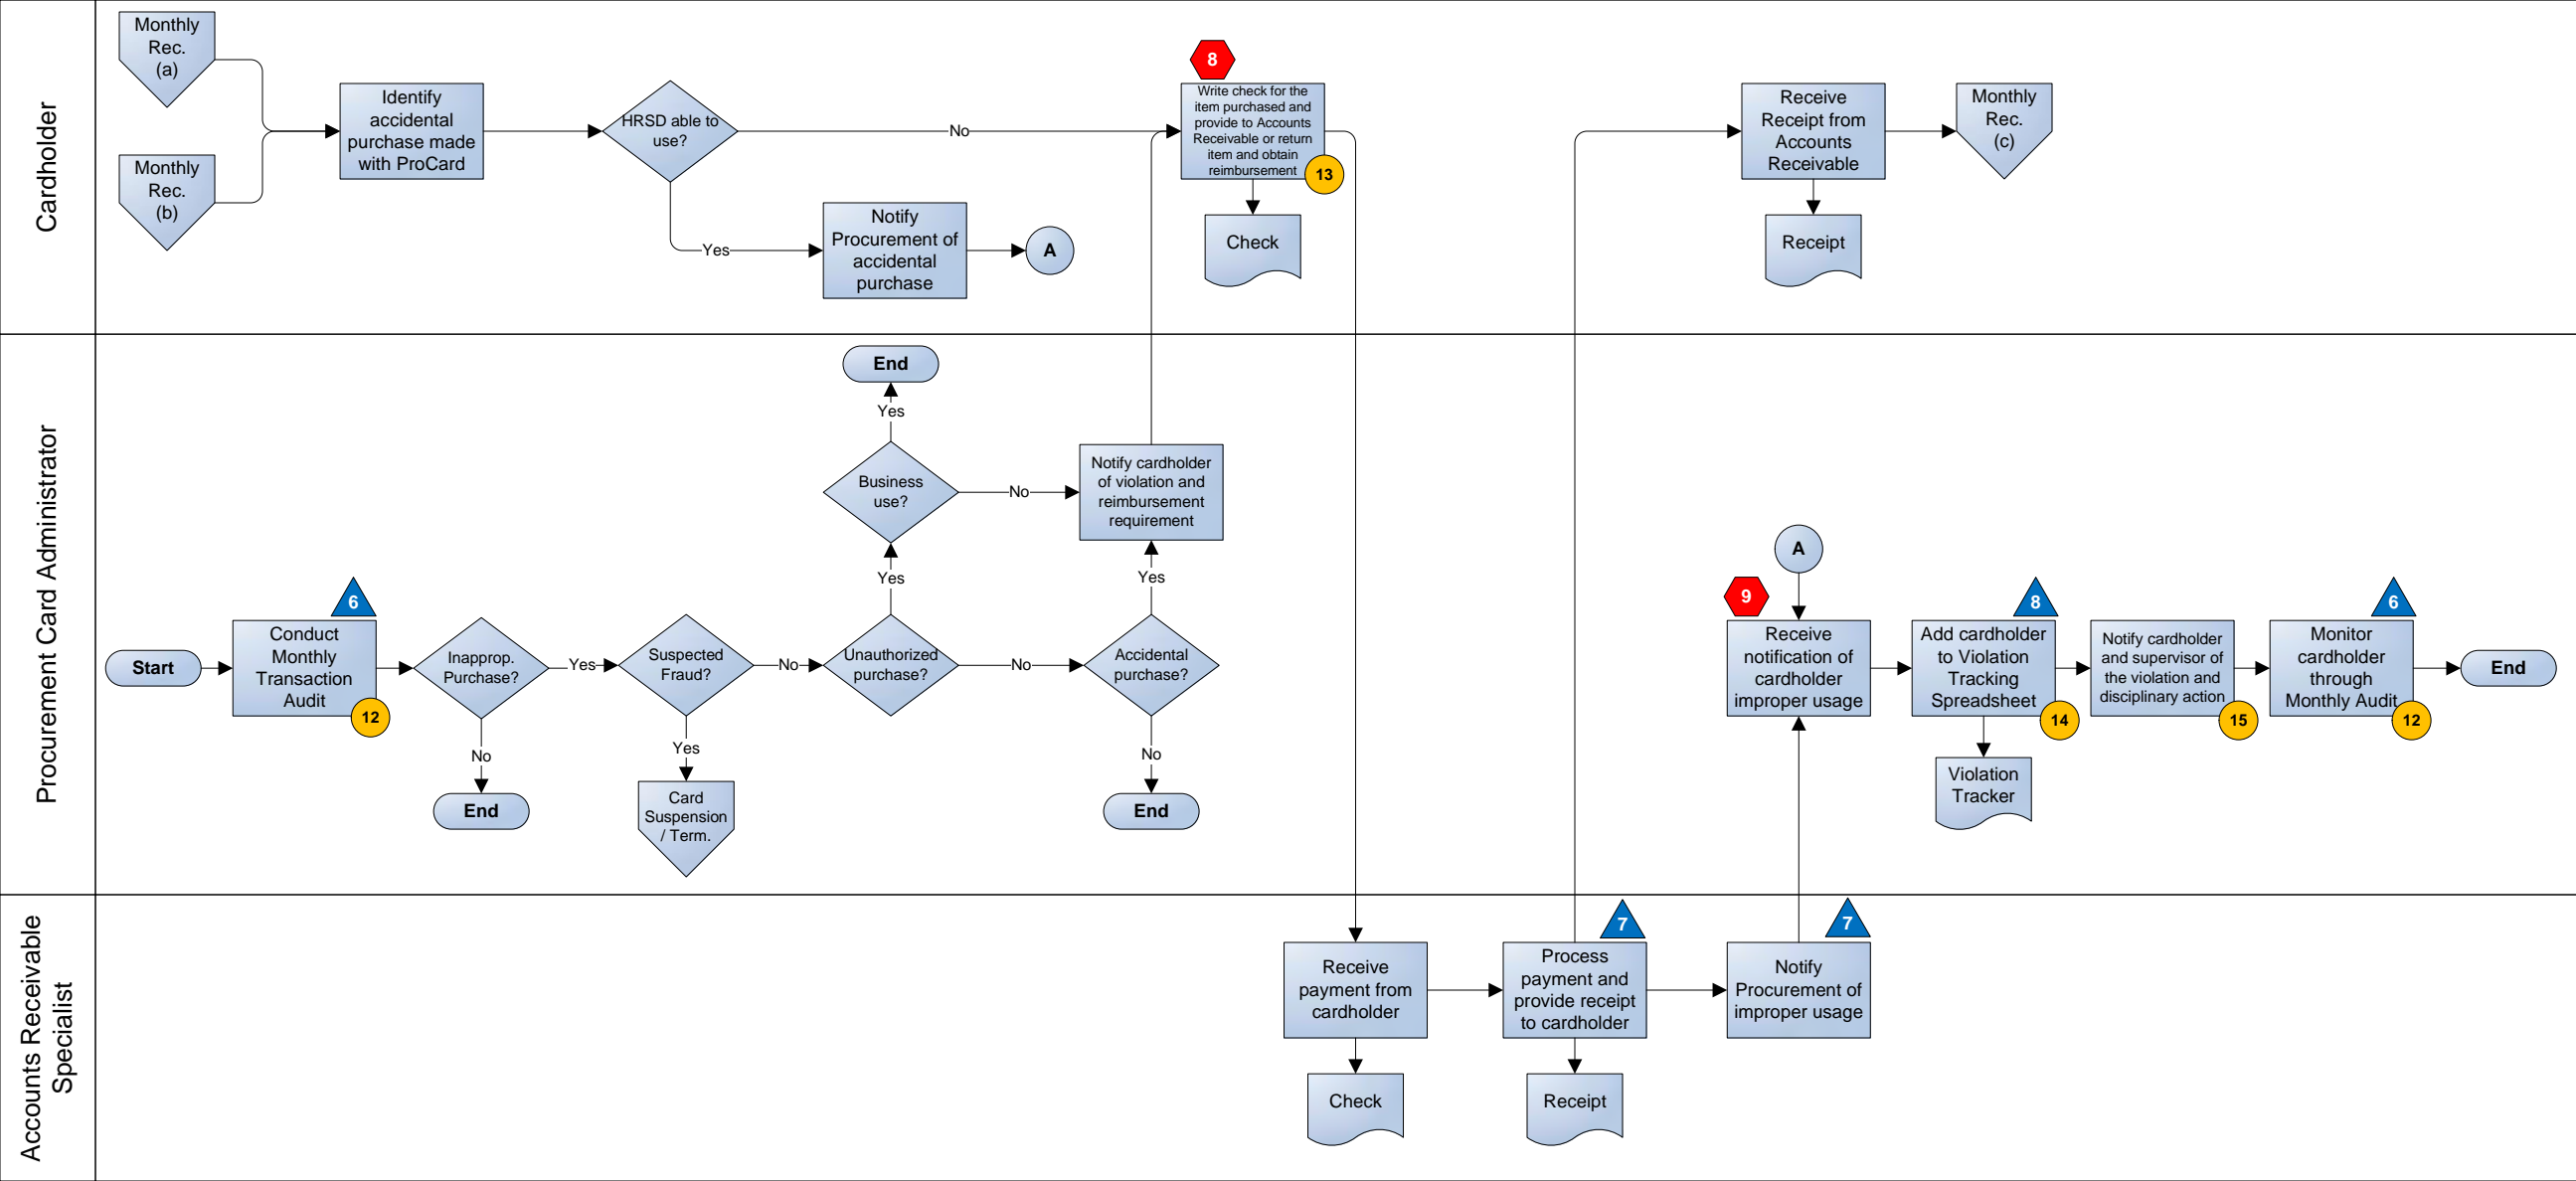 Cardholder
Monthly
Rec.
(a)
Monthly
Rec.
(b)
Identify
accidental
purchase made
with ProCard
HRSD able to
use?
No
Yes
Notify
Procurement of
accidental
purchase
A
8
Write check for the
item purchased and
provide to Accounts
Receivable or return
item and obtain
reimbursement
13
Check
Receive
Receipt from
Accounts
Receivable
Receipt
Monthly
Rec.
(c)
Procurement Card Administrator
Start
6
Conduct
Monthly
Transaction
Audit
12
Inapprop.
Purchase?
No
End
Yes
Suspected
Fraud?
Yes
Card
Suspension
/ Term.
No
Unauthorized
purchase?
Yes
Business
use?
Yes
End
No
Notify cardholder
of violation and
reimbursement
requirement
No
Accidental
purchase?
Yes
No
End
A
9
Receive
notification of
cardholder
improper usage
8
Add cardholder
to Violation
Tracking
Spreadsheet
14
Violation
Tracker
Notify cardholder
and supervisor of
the violation and
disciplinary action
15
6
Monitor
cardholder
through
Monthly Audit
12
End
Accounts Receivable
Specialist
Receive
payment from
cardholder
Check
7
Process
payment and
provide receipt
to cardholder
Receipt
7
Notify
Procurement of
improper usage